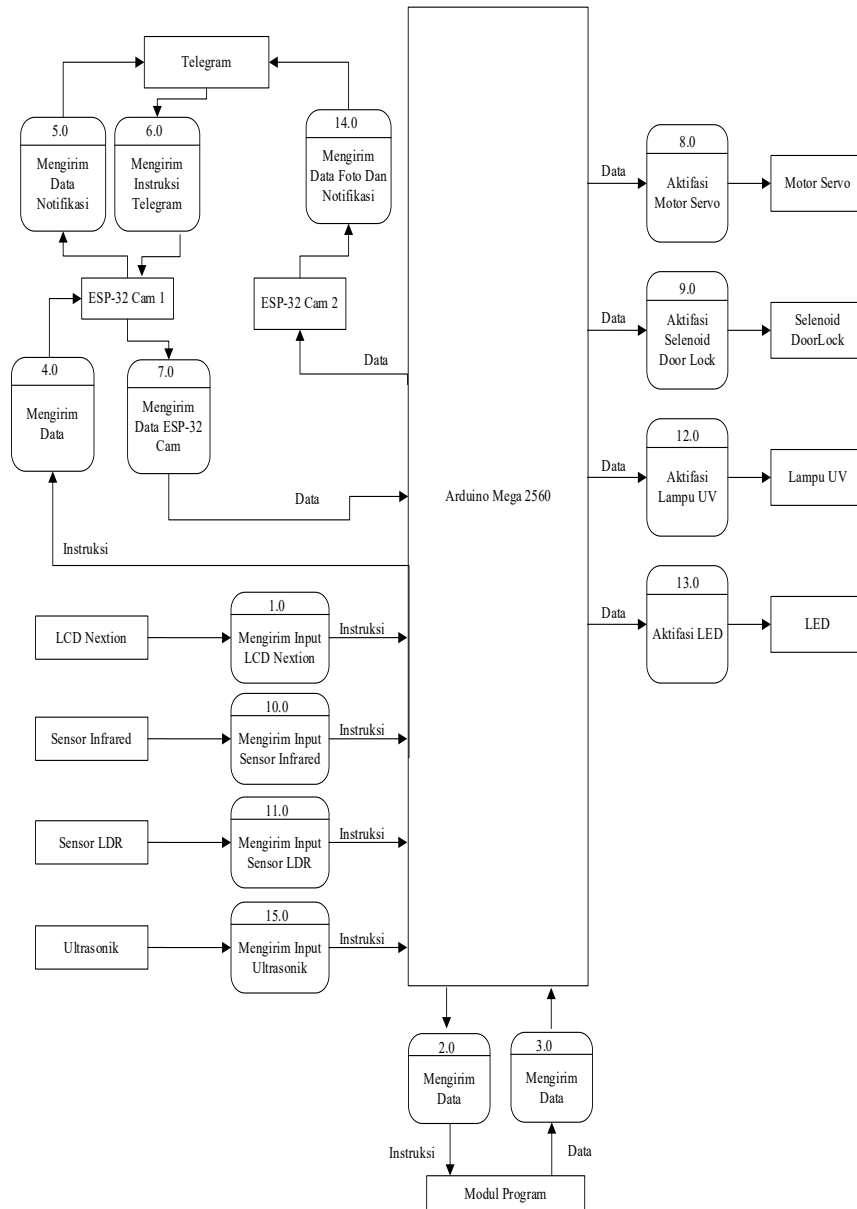 Telegram
5.0
Mengirim
Data
Notifikasi
6.0
Mengirim
Instruksi
Telegram
14.0
Mengirim
Data Foto Dan
Notifikasi
ESP-32 Cam 1
ESP-32 Cam 2
4.0
Mengirim
Data
7.0
Mengirim
Data ESP-32
Cam
Data
Data
Instruksi
LCD Nextion
1.0
Mengirim Input
LCD Nextion
Instruksi
Sensor Infrared
10.0
Mengirim Input
Sensor Infrared
Instruksi
Sensor LDR
11.0
Mengirim Input
Sensor LDR
Instruksi
Ultrasonik
15.0
Mengirim Input
Ultrasonik
Instruksi
Arduino Mega 2560
Data
8.0
Aktifasi
Motor Servo
Motor Servo
Data
9.0
Aktifasi
Selenoid
Door Lock
Selenoid
DoorLock
Data
12.0
Aktifasi
Lampu UV
Lampu UV
Data
13.0
Aktifasi LED
LED
2.0
Mengirim
Data
3.0
Mengirim
Data
Instruksi
Data
Modul Program